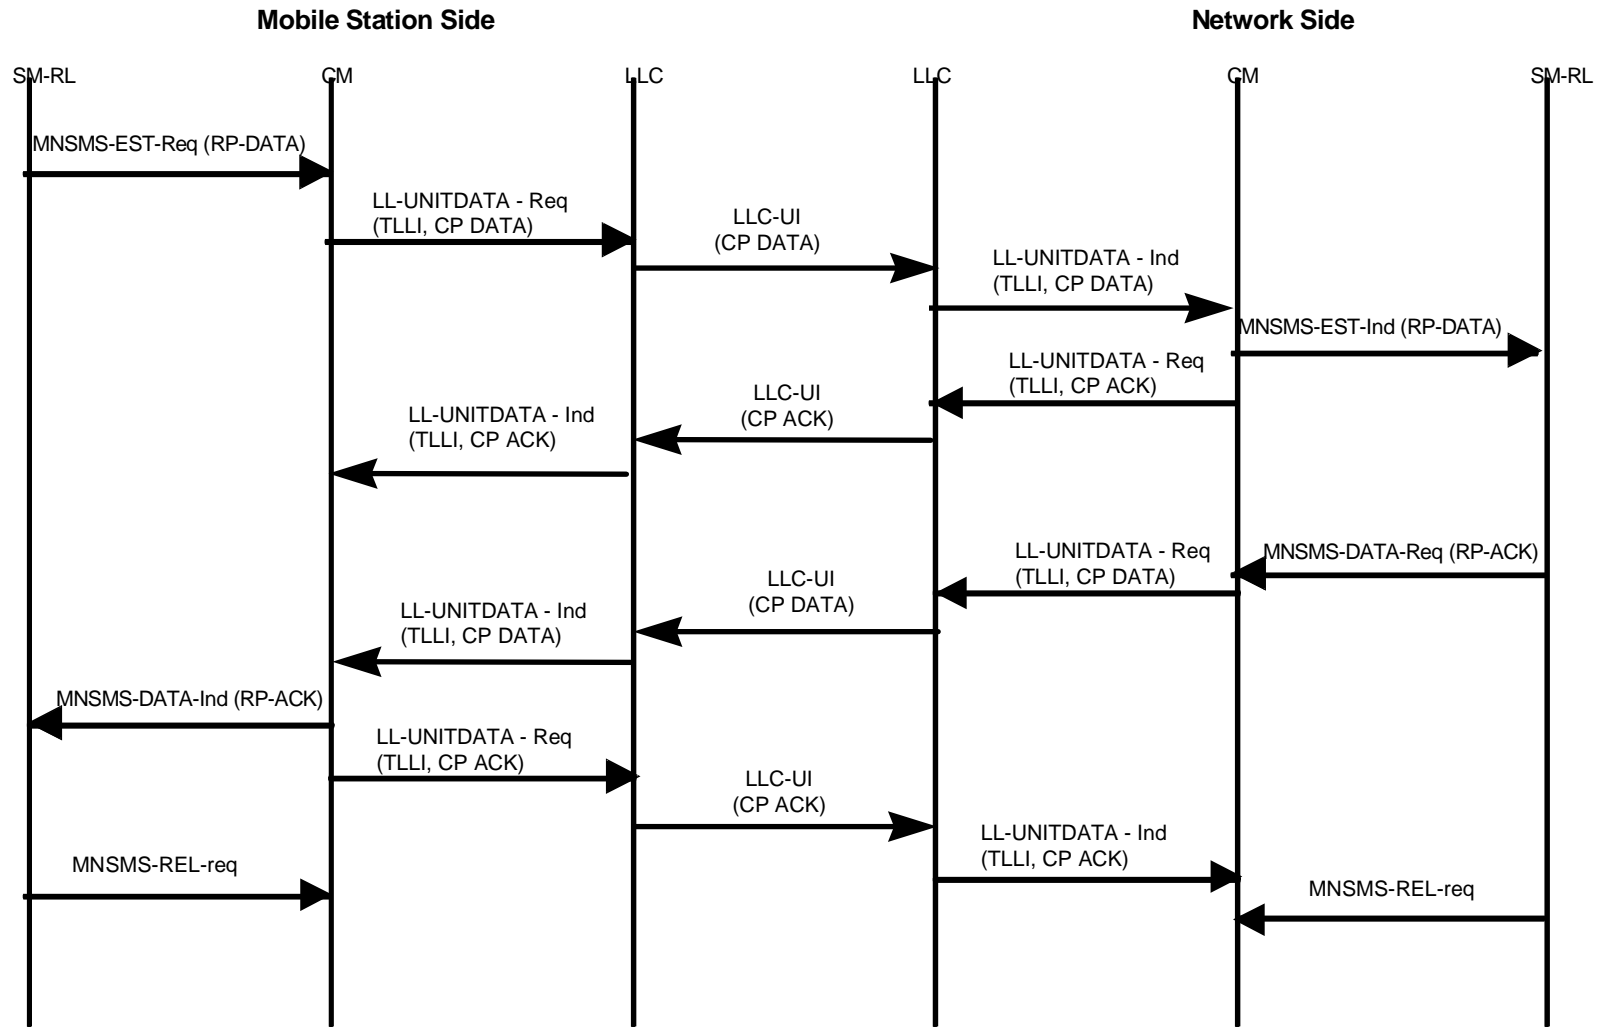 Mobile Station Side
Network Side
SM-RL
CM
LLC
LLC
CM
SM-RL
MNSMS-EST-Req (RP-DATA)
LL-UNITDATA - Req
(TLLI, CP DATA)
LLC-UI
(CP DATA)
LL-UNITDATA - Ind
(TLLI, CP DATA)
MNSMS-EST-Ind (RP-DATA)
LL-UNITDATA - Req
(TLLI, CP ACK)
LLC-UI
(CP ACK)
LL-UNITDATA - Ind
(TLLI, CP ACK)
MNSMS-DATA-Req (RP-ACK)
LL-UNITDATA - Req
(TLLI, CP DATA)
LLC-UI
(CP DATA)
LL-UNITDATA - Ind
(TLLI, CP DATA)
MNSMS-DATA-Ind (RP-ACK)
LL-UNITDATA - Req
(TLLI, CP ACK)
LLC-UI
(CP ACK)
LL-UNITDATA - Ind
(TLLI, CP ACK)
MNSMS-REL-req
MNSMS-REL-req